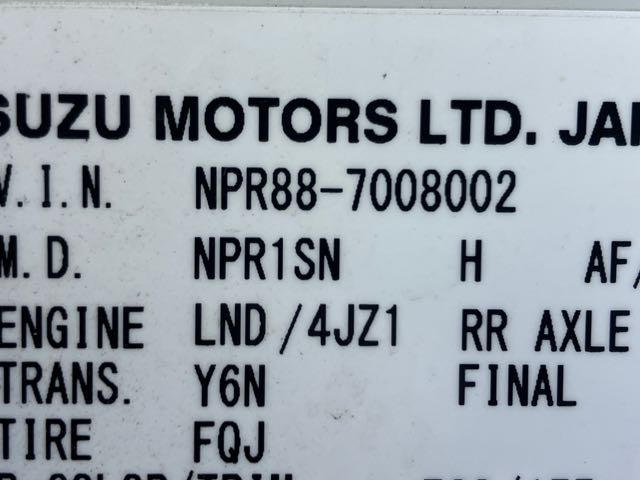 SUZU MOTORS LTD. JA
V.I.N. NPR88-7008002
M.D. NPR1SN H AF/
ENGINE LND/4JZ1 RR AXLE
TRANS. Y6N FINAL
TIRE FQJ